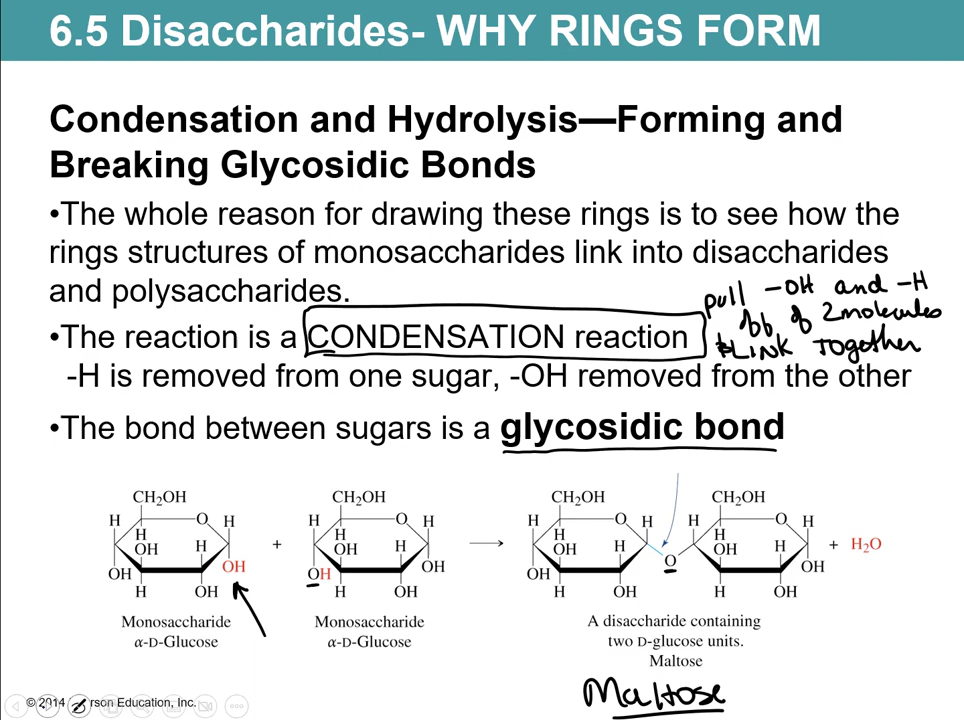 6.5 Disaccharides- WHY RINGS FORM
Condensation and Hydrolysis—Forming and
Breaking Glycosidic Bonds
•The whole reason for drawing these rings is to see how the
rings structures of monosaccharides link into disaccharides
and polysaccharides.
pull -OH and -H
off of 2 molecules
LINK TOGETHER
•The reaction is a CONDENSATION reaction
-H is removed from one sugar, -OH removed from the other
•The bond between sugars is a glycosidic bond
CH2OH CH2OH CH2OH CH2OH
H O H H O H H O H H O H
H H H H
OH H OH + OH H → OH H O OH H + H2O
OH OH OH OH OH OH
H OH H OH H OH H OH
Monosaccharide
α-D-Glucose
Monosaccharide
α-D-Glucose
A disaccharide containing
two D-glucose units.
Maltose
Maltose
© 2014 rson Education, Inc.